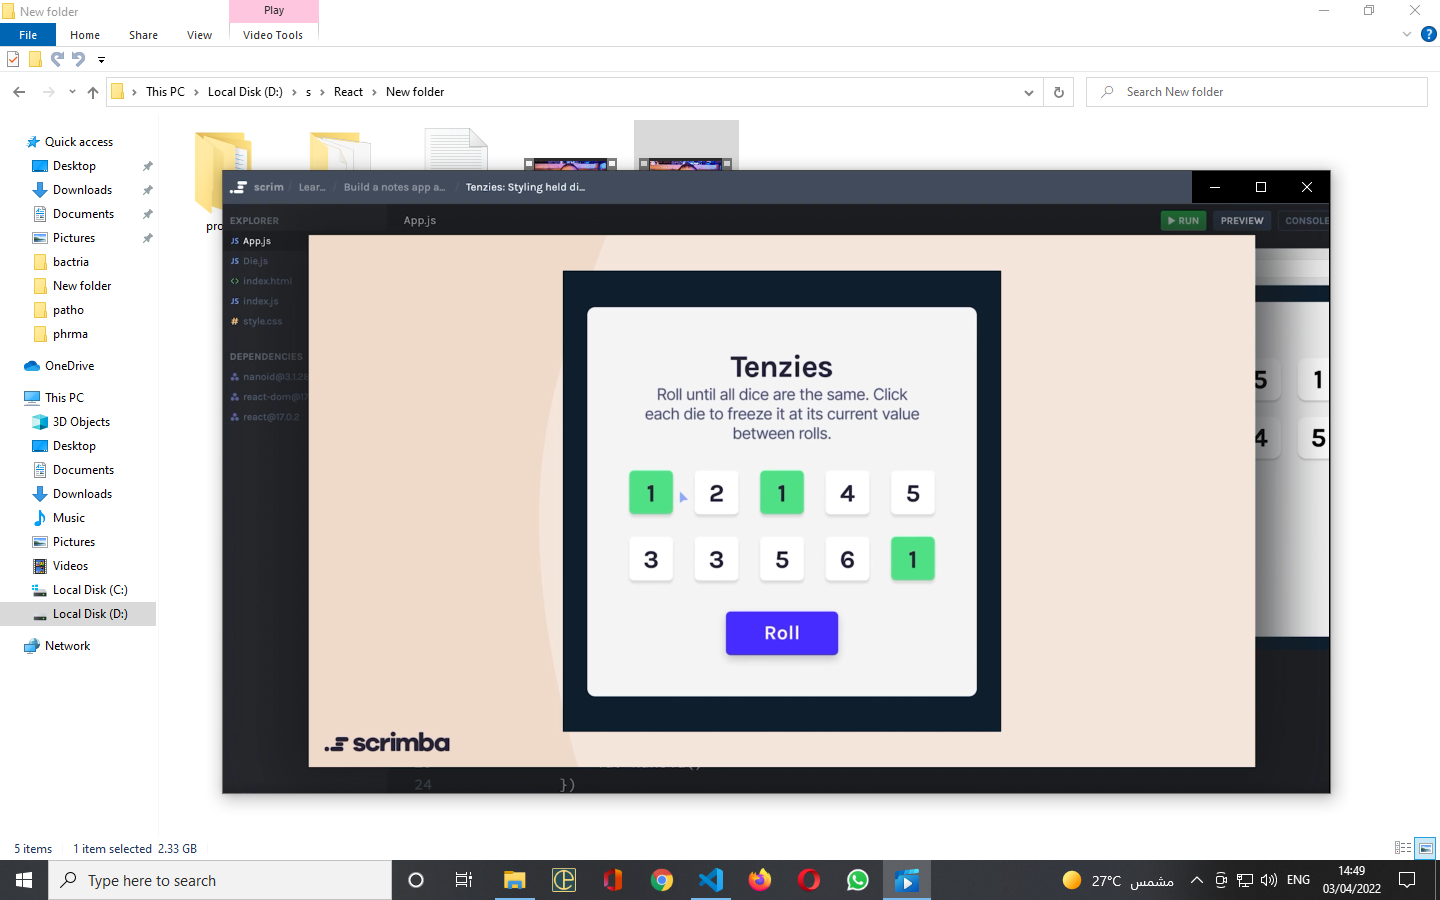 New folder
Play
File
Home
Share
View
Video Tools
This PC
Local Disk (D:)
s
React
New folder
Search New folder
Quick access
Desktop
Downloads
Documents
Pictures
bactria
New folder
patho
phrma
OneDrive
This PC
3D Objects
Desktop
Documents
Downloads
Music
Pictures
Videos
Local Disk (C:)
Local Disk (D:)
Network
scrim / Lear... / Build a notes app a... / Tenzies: Styling held di...
EXPLORER
App.js
JS App.js
JS Die.js
<> index.html
JS index.js
# style.css
DEPENDENCIES
nanoid@3.1.29
react-dom@17
react@17.0.2
RUN
PREVIEW
CONSOLE
Tenzies
Roll until all dice are the same. Click
each die to freeze it at its current value
between rolls.
1 2 1 4 5
3 3 5 6 1
Roll
5 1
4 5
scrimba
24 })
5 items
1 item selected 2.33 GB
Type here to search
27°C مشمس
ENG
14:49
03/04/2022